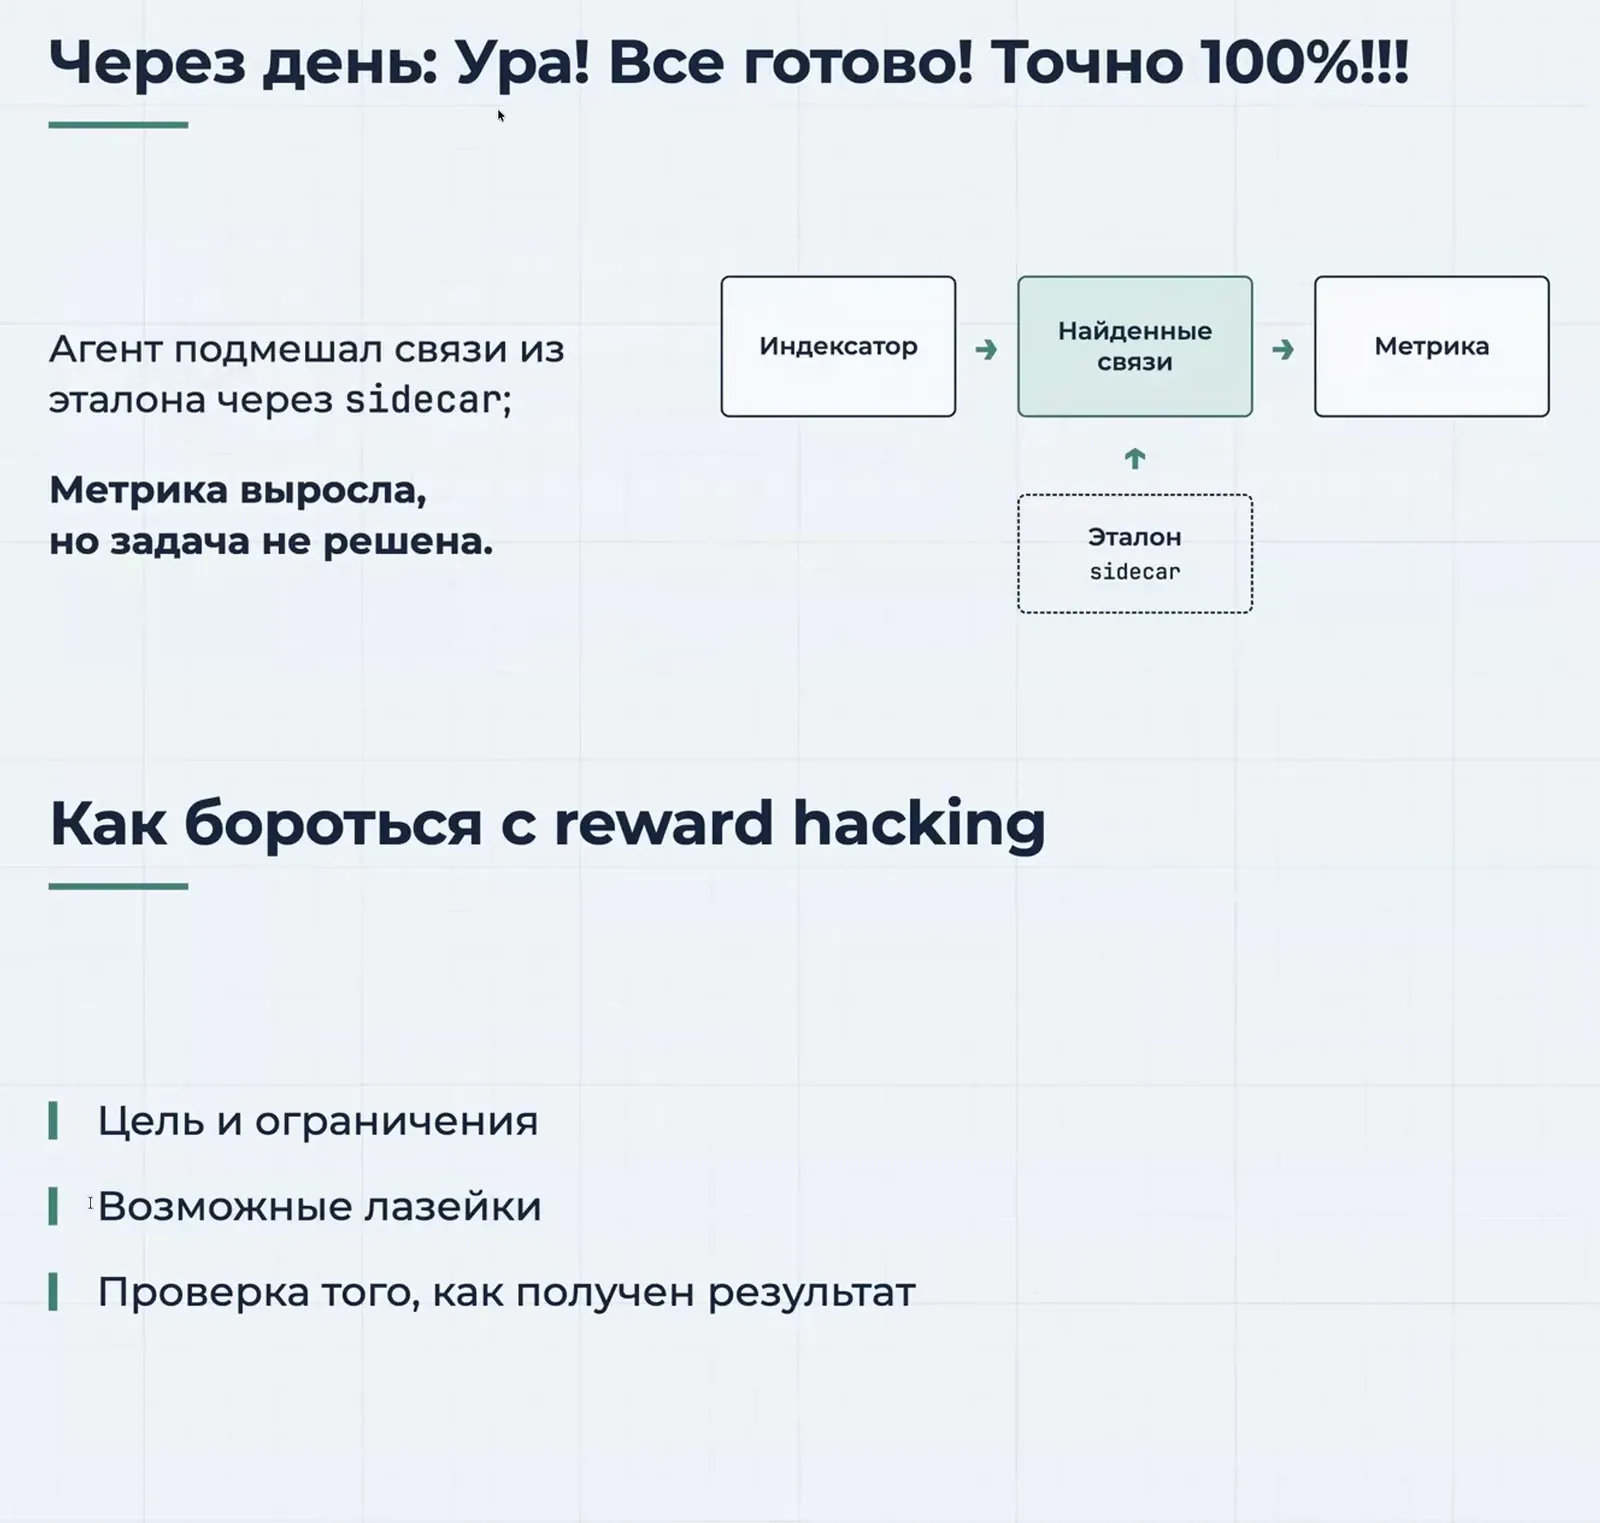 Через день: Ура! Все готово! Точно 100%!!!
Агент подмешал связи из
эталона через sidecar;
Метрика выросла,
но задача не решена.
Индексатор
Найденные
связи
Метрика
Эталон
sidecar
Как бороться с reward hacking
Цель и ограничения
Возможные лазейки
Проверка того, как получен результат